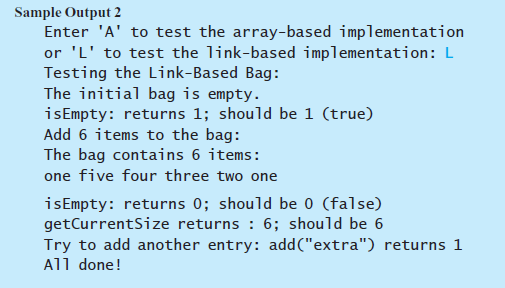 Sample Output 2
Enter 'A' to test the array-based implementation
or 'L' to test the link-based implementation: L
Testing the Link-Based Bag:
The initial bag is empty.
isEmpty: returns 1; should be 1 (true)
Add 6 items to the bag:
The bag contains 6 items:
one five four three two one
isEmpty: returns 0; should be 0 (false)
getCurrentSize returns : 6; should be 6
Try to add another entry: add("extra") returns 1
All done!